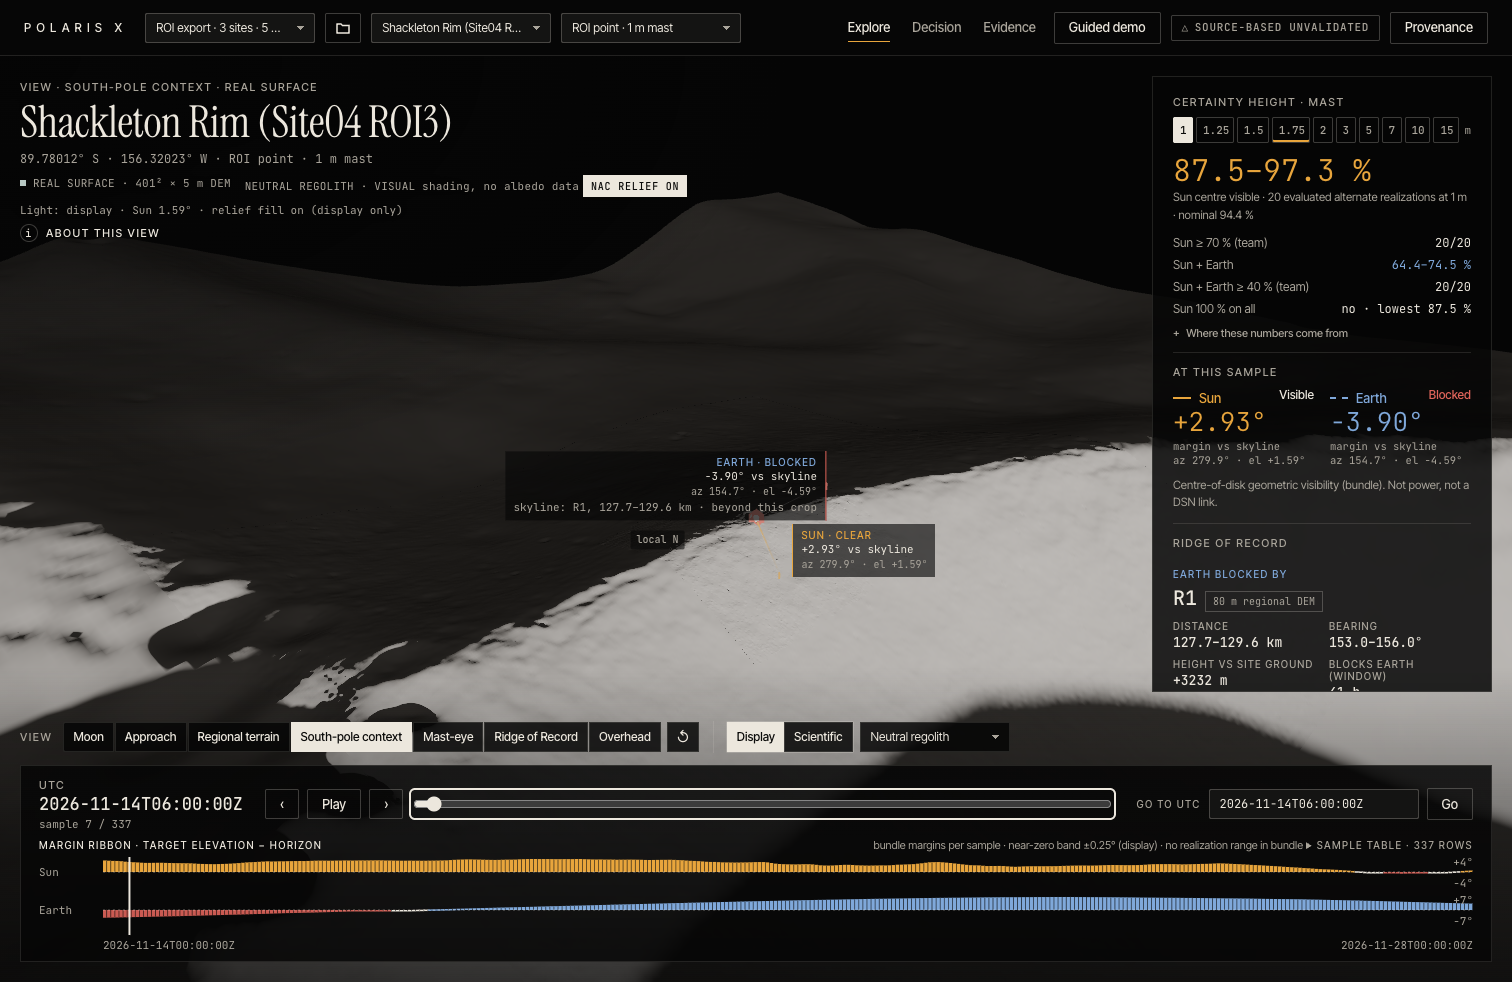 POLARIS X
ROI export · 3 sites · 5 ...
Shackleton Rim (Site04 R...
ROI point · 1 m mast
Explore
Decision
Evidence
Guided demo
△ SOURCE-BASED UNVALIDATED
Provenance
VIEW · SOUTH-POLE CONTEXT · REAL SURFACE
Shackleton Rim (Site04 ROI3)
89.78012° S · 156.32023° W · ROI point · 1 m mast
REAL SURFACE · 401² × 5 m DEM
NEUTRAL REGOLITH · VISUAL shading, no albedo data
NAC RELIEF ON
Light: display · Sun 1.59° · relief fill on (display only)
i ABOUT THIS VIEW
EARTH · BLOCKED
-3.90° vs skyline
az 154.7° · el -4.59°
skyline: R1, 127.7–129.6 km · beyond this crop
local N
SUN · CLEAR
+2.93° vs skyline
az 279.9° · el +1.59°
CERTAINTY HEIGHT · MAST
1 1.25 1.5 1.75 2 3 5 7 10 15 m
87.5–97.3 %
Sun centre visible · 20 evaluated alternate realizations at 1 m
· nominal 94.4 %
Sun ≥ 70 % (team) 20/20
Sun + Earth 64.4–74.5 %
Sun + Earth ≥ 40 % (team) 20/20
Sun 100 % on all no · lowest 87.5 %
+ Where these numbers come from
AT THIS SAMPLE
Sun Visible
+2.93°
margin vs skyline
az 279.9° · el +1.59°
Earth Blocked
-3.90°
margin vs skyline
az 154.7° · el -4.59°
Centre-of-disk geometric visibility (bundle). Not power, not a
DSN link.
RIDGE OF RECORD
EARTH BLOCKED BY
R1 80 m regional DEM
DISTANCE
127.7–129.6 km
BEARING
153.0–156.0°
HEIGHT VS SITE GROUND
+3232 m
BLOCKS EARTH
(WINDOW)
VIEW
Moon
Approach
Regional terrain
South-pole context
Mast-eye
Ridge of Record
Overhead
Display
Scientific
Neutral regolith
UTC
2026-11-14T06:00:00Z
sample 7 / 337
‹
Play
›
GO TO UTC
2026-11-14T06:00:00Z
Go
MARGIN RIBBON · TARGET ELEVATION – HORIZON
bundle margins per sample · near-zero band ±0.25° (display) · no realization range in bundle
SAMPLE TABLE · 337 ROWS
Sun
+4°
-4°
Earth
+7°
-7°
2026-11-14T00:00:00Z
2026-11-28T00:00:00Z